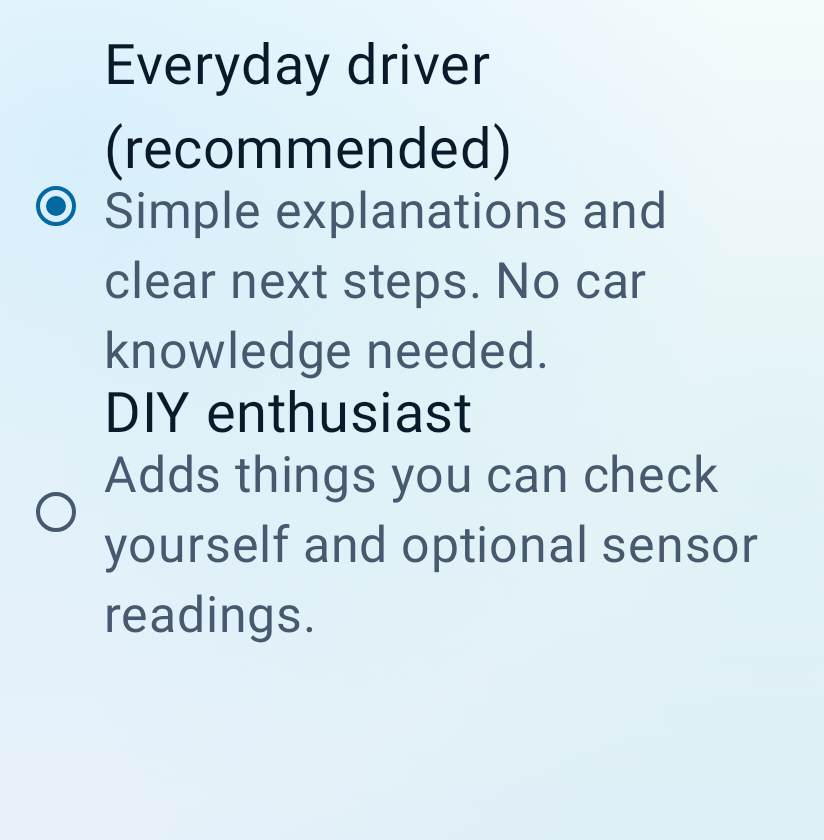 Everyday driver
(recommended)
Simple explanations and
clear next steps. No car
knowledge needed.
DIY enthusiast
Adds things you can check
yourself and optional sensor
readings.